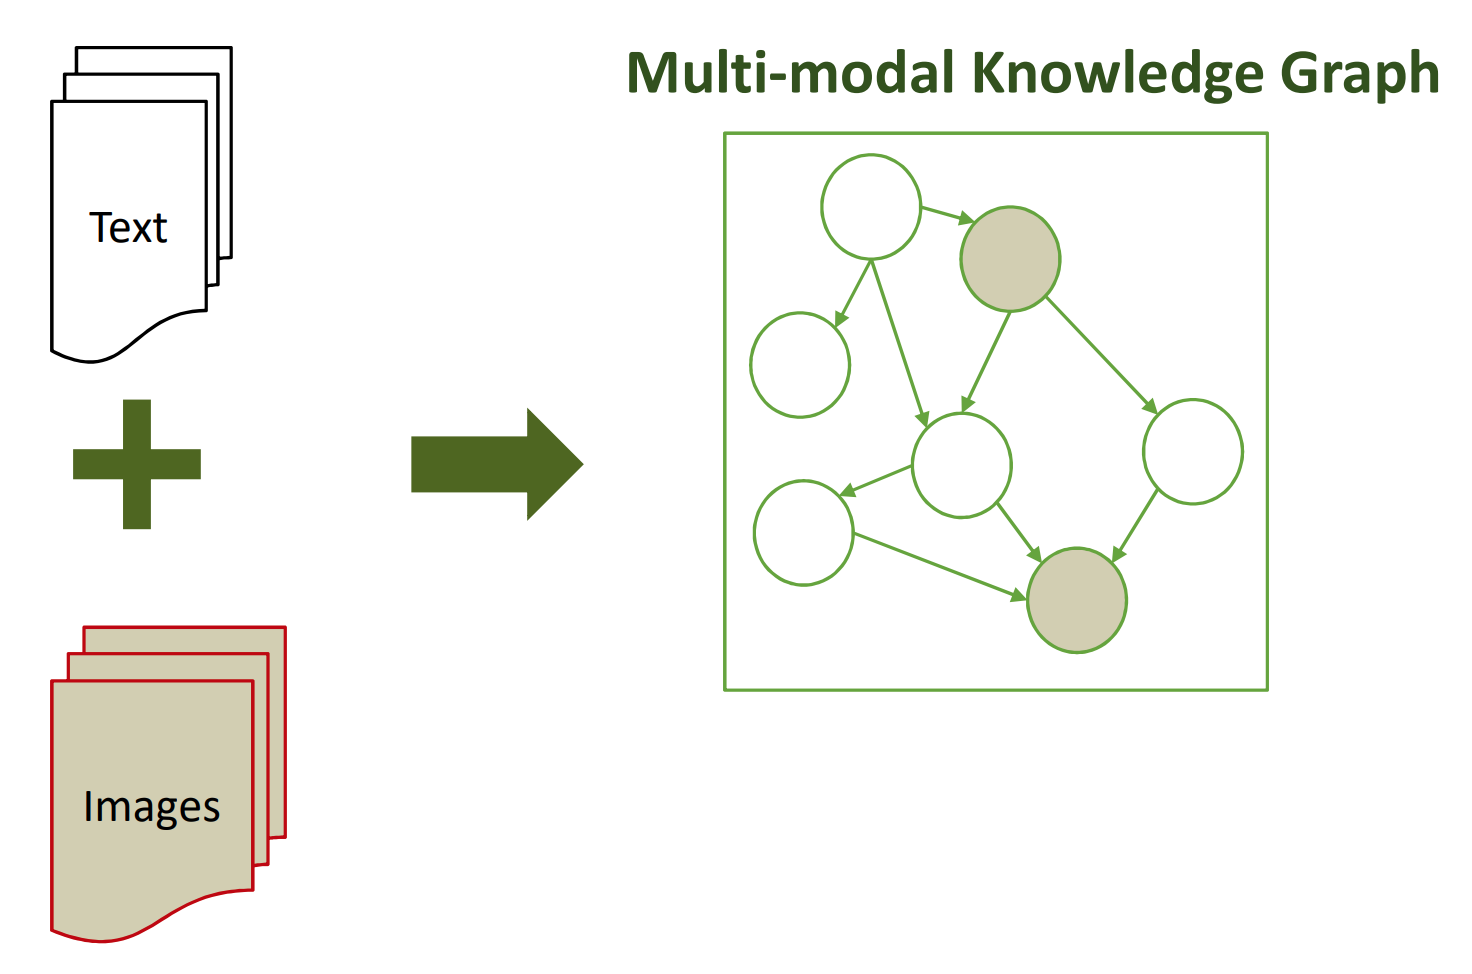 Multi-modal Knowledge Graph
Text
Images